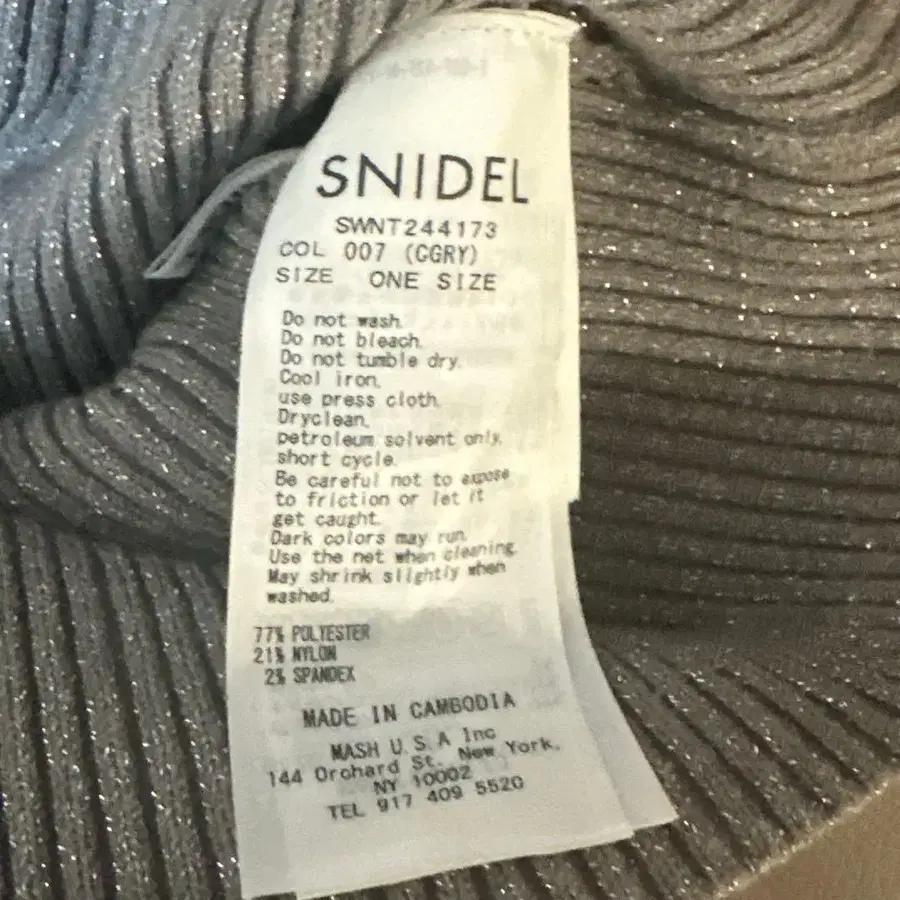 SNIDEL
SWNT244173
COL 007 (CGRY)
SIZE ONE SIZE
Do not wash.
Do not bleach.
Do not tumble dry.
Cool iron,
use press cloth.
Dryclean,
petroleum solvent only,
short cycle.
Be careful not to expose
to friction or let it
get caught.
Dark colors may run.
Use the net when cleaning.
May shrink slightly when
washed.
77% POLYESTER
21% NYLON
2% SPANDEX
MADE IN CAMBODIA
MASH U.S.A Inc
144 Orchard St. New York,
NY 10002
TEL 917 409 5520